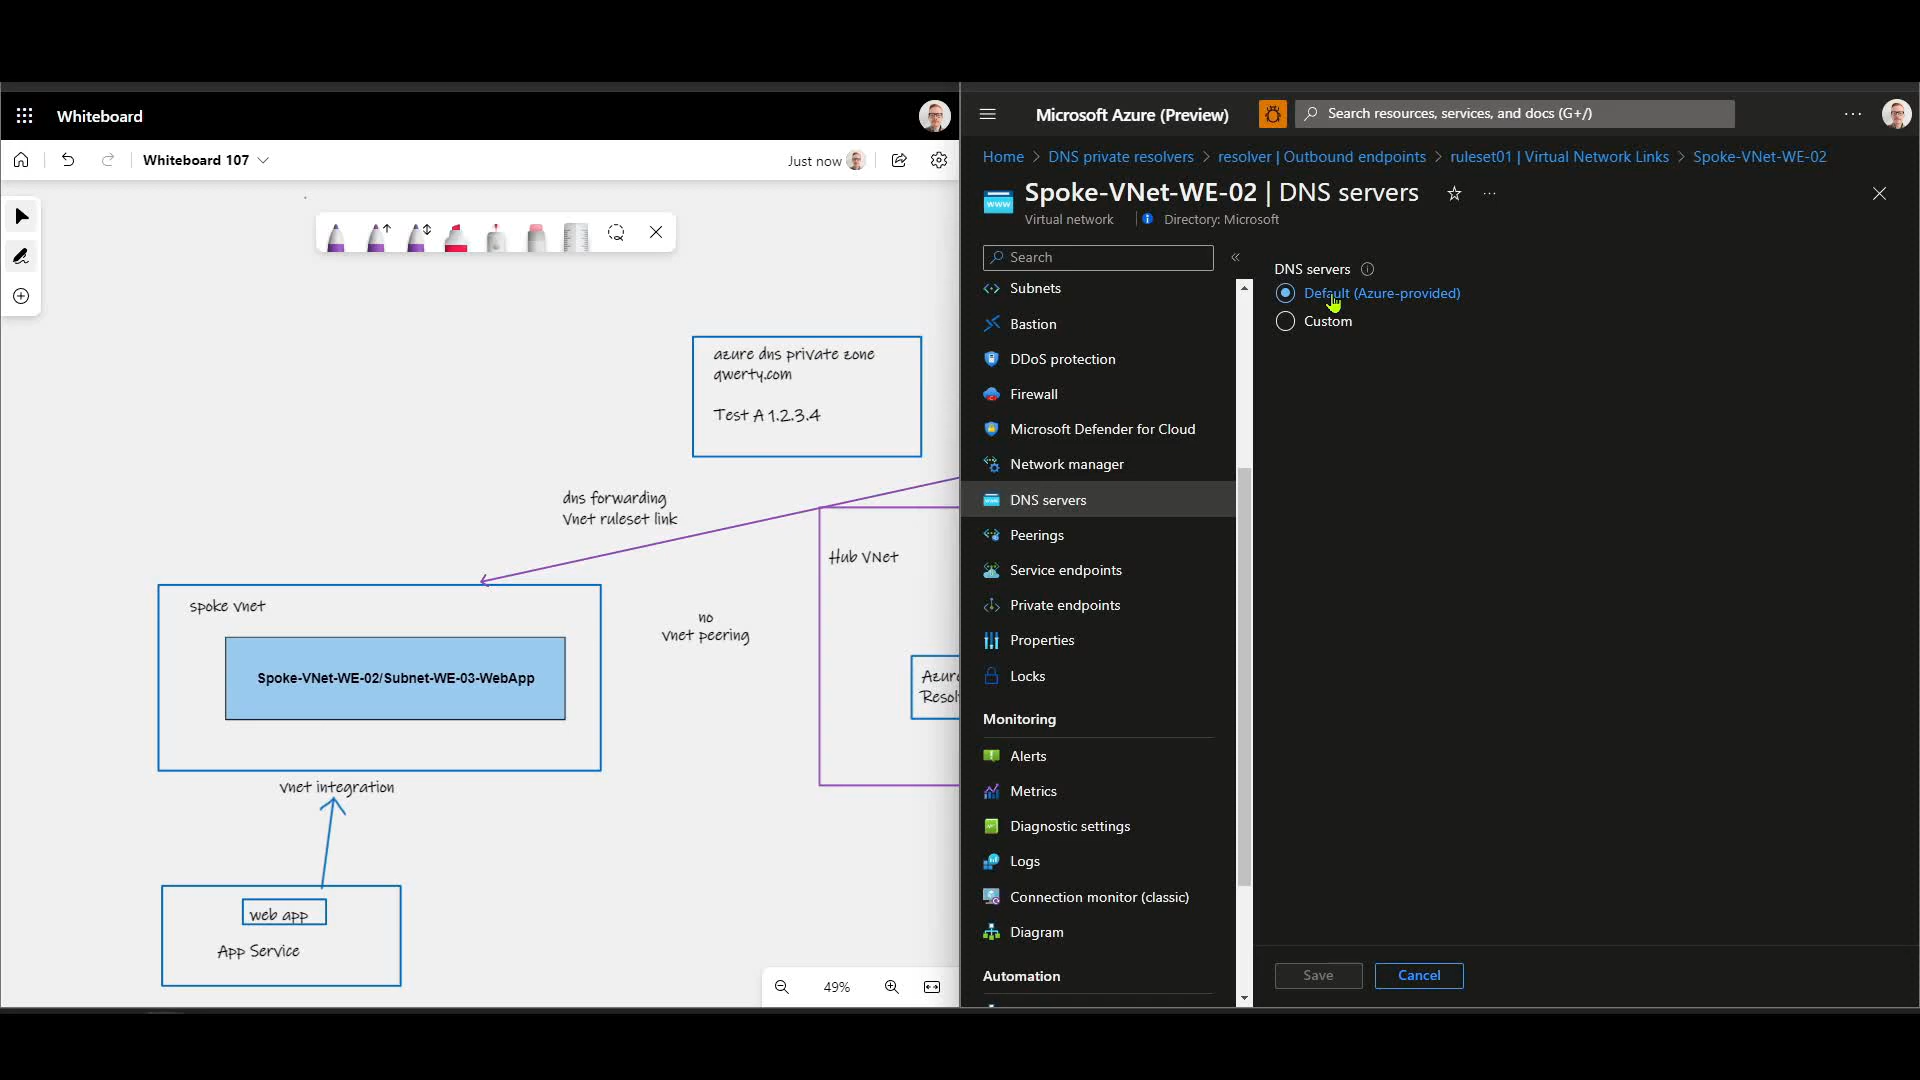 Whiteboard
Whiteboard 107
Just now
azure dns private zone
qwerty.com
Test A 1.2.3.4
dns forwarding
Vnet ruleset link
Hub VNet
spoke vnet
no
vnet peering
Spoke-VNet-WE-02/Subnet-WE-03-WebApp
Azure
Resol
vnet integration
web app
App Service
49%
Microsoft Azure (Preview)
Search resources, services, and docs (G+/)
Home > DNS private resolvers > resolver | Outbound endpoints > ruleset01 | Virtual Network Links > Spoke-VNet-WE-02
Spoke-VNet-WE-02 | DNS servers
Virtual network
Directory: Microsoft
Search
Subnets
Bastion
DDoS protection
Firewall
Microsoft Defender for Cloud
Network manager
DNS servers
Peerings
Service endpoints
Private endpoints
Properties
Locks
Monitoring
Alerts
Metrics
Diagnostic settings
Logs
Connection monitor (classic)
Diagram
Automation
DNS servers
Default (Azure-provided)
Custom
Save
Cancel